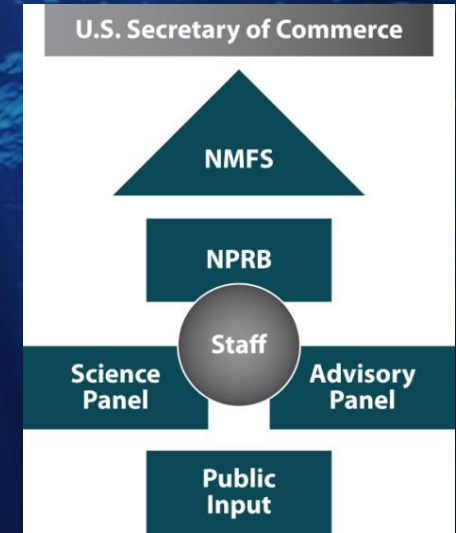 U.S. Secretary of Commerce
NMFS
NPRB
Staff
Science
Panel
Advisory
Panel
Public
Input